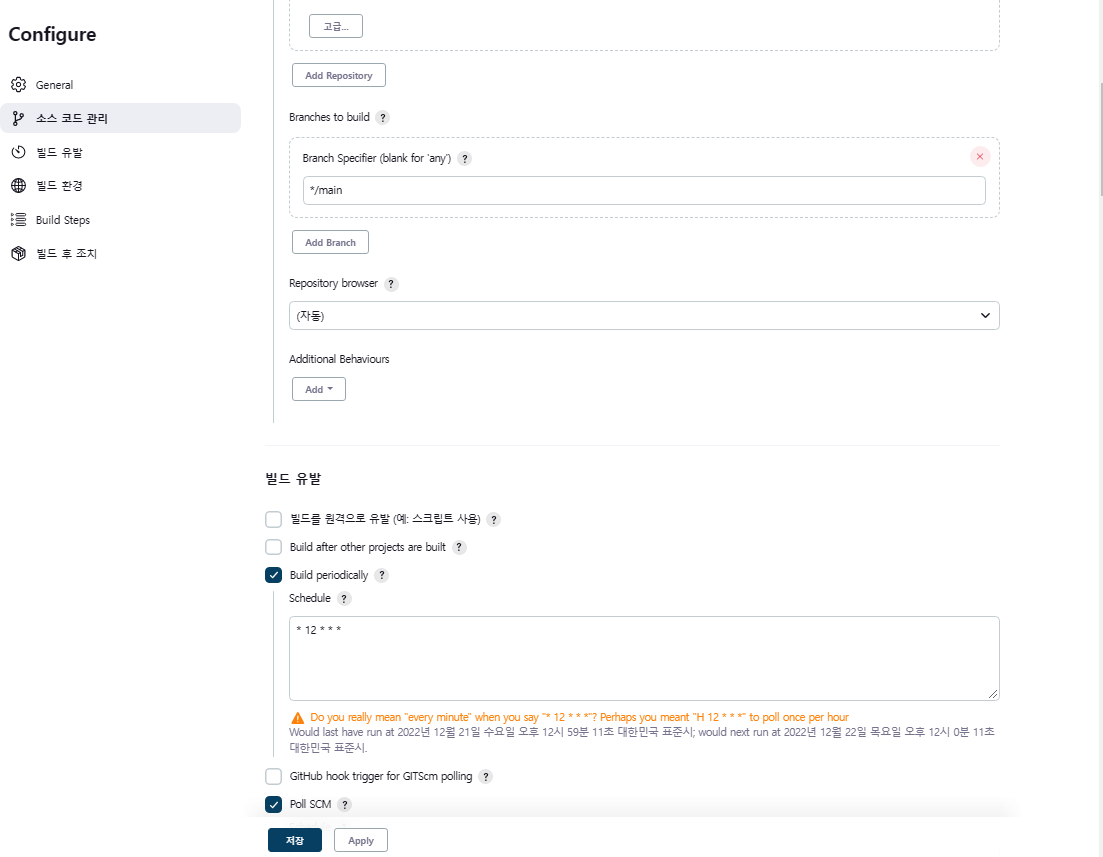 Configure
General
소스 코드 관리
빌드 유발
빌드 환경
Build Steps
빌드 후 조치
고급...
Add Repository
Branches to build ?
Branch Specifier (blank for 'any') ?
*/main
Add Branch
Repository browser ?
(자동)
Additional Behaviours
Add
빌드 유발
빌드를 원격으로 유발 (예: 스크립트 사용) ?
Build after other projects are built ?
Build periodically ?
Schedule ?
* 12 * * *
Do you really mean "every minute" when you say "* 12 * * *"? Perhaps you meant "H 12 * * *" to poll once per hour
Would last have run at 2022년 12월 21일 수요일 오후 12시 59분 11초 대한민국 표준시; would next run at 2022년 12월 22일 목요일 오후 12시 0분 11초
대한민국 표준시.
GitHub hook trigger for GITScm polling ?
Poll SCM ?
저장
Apply